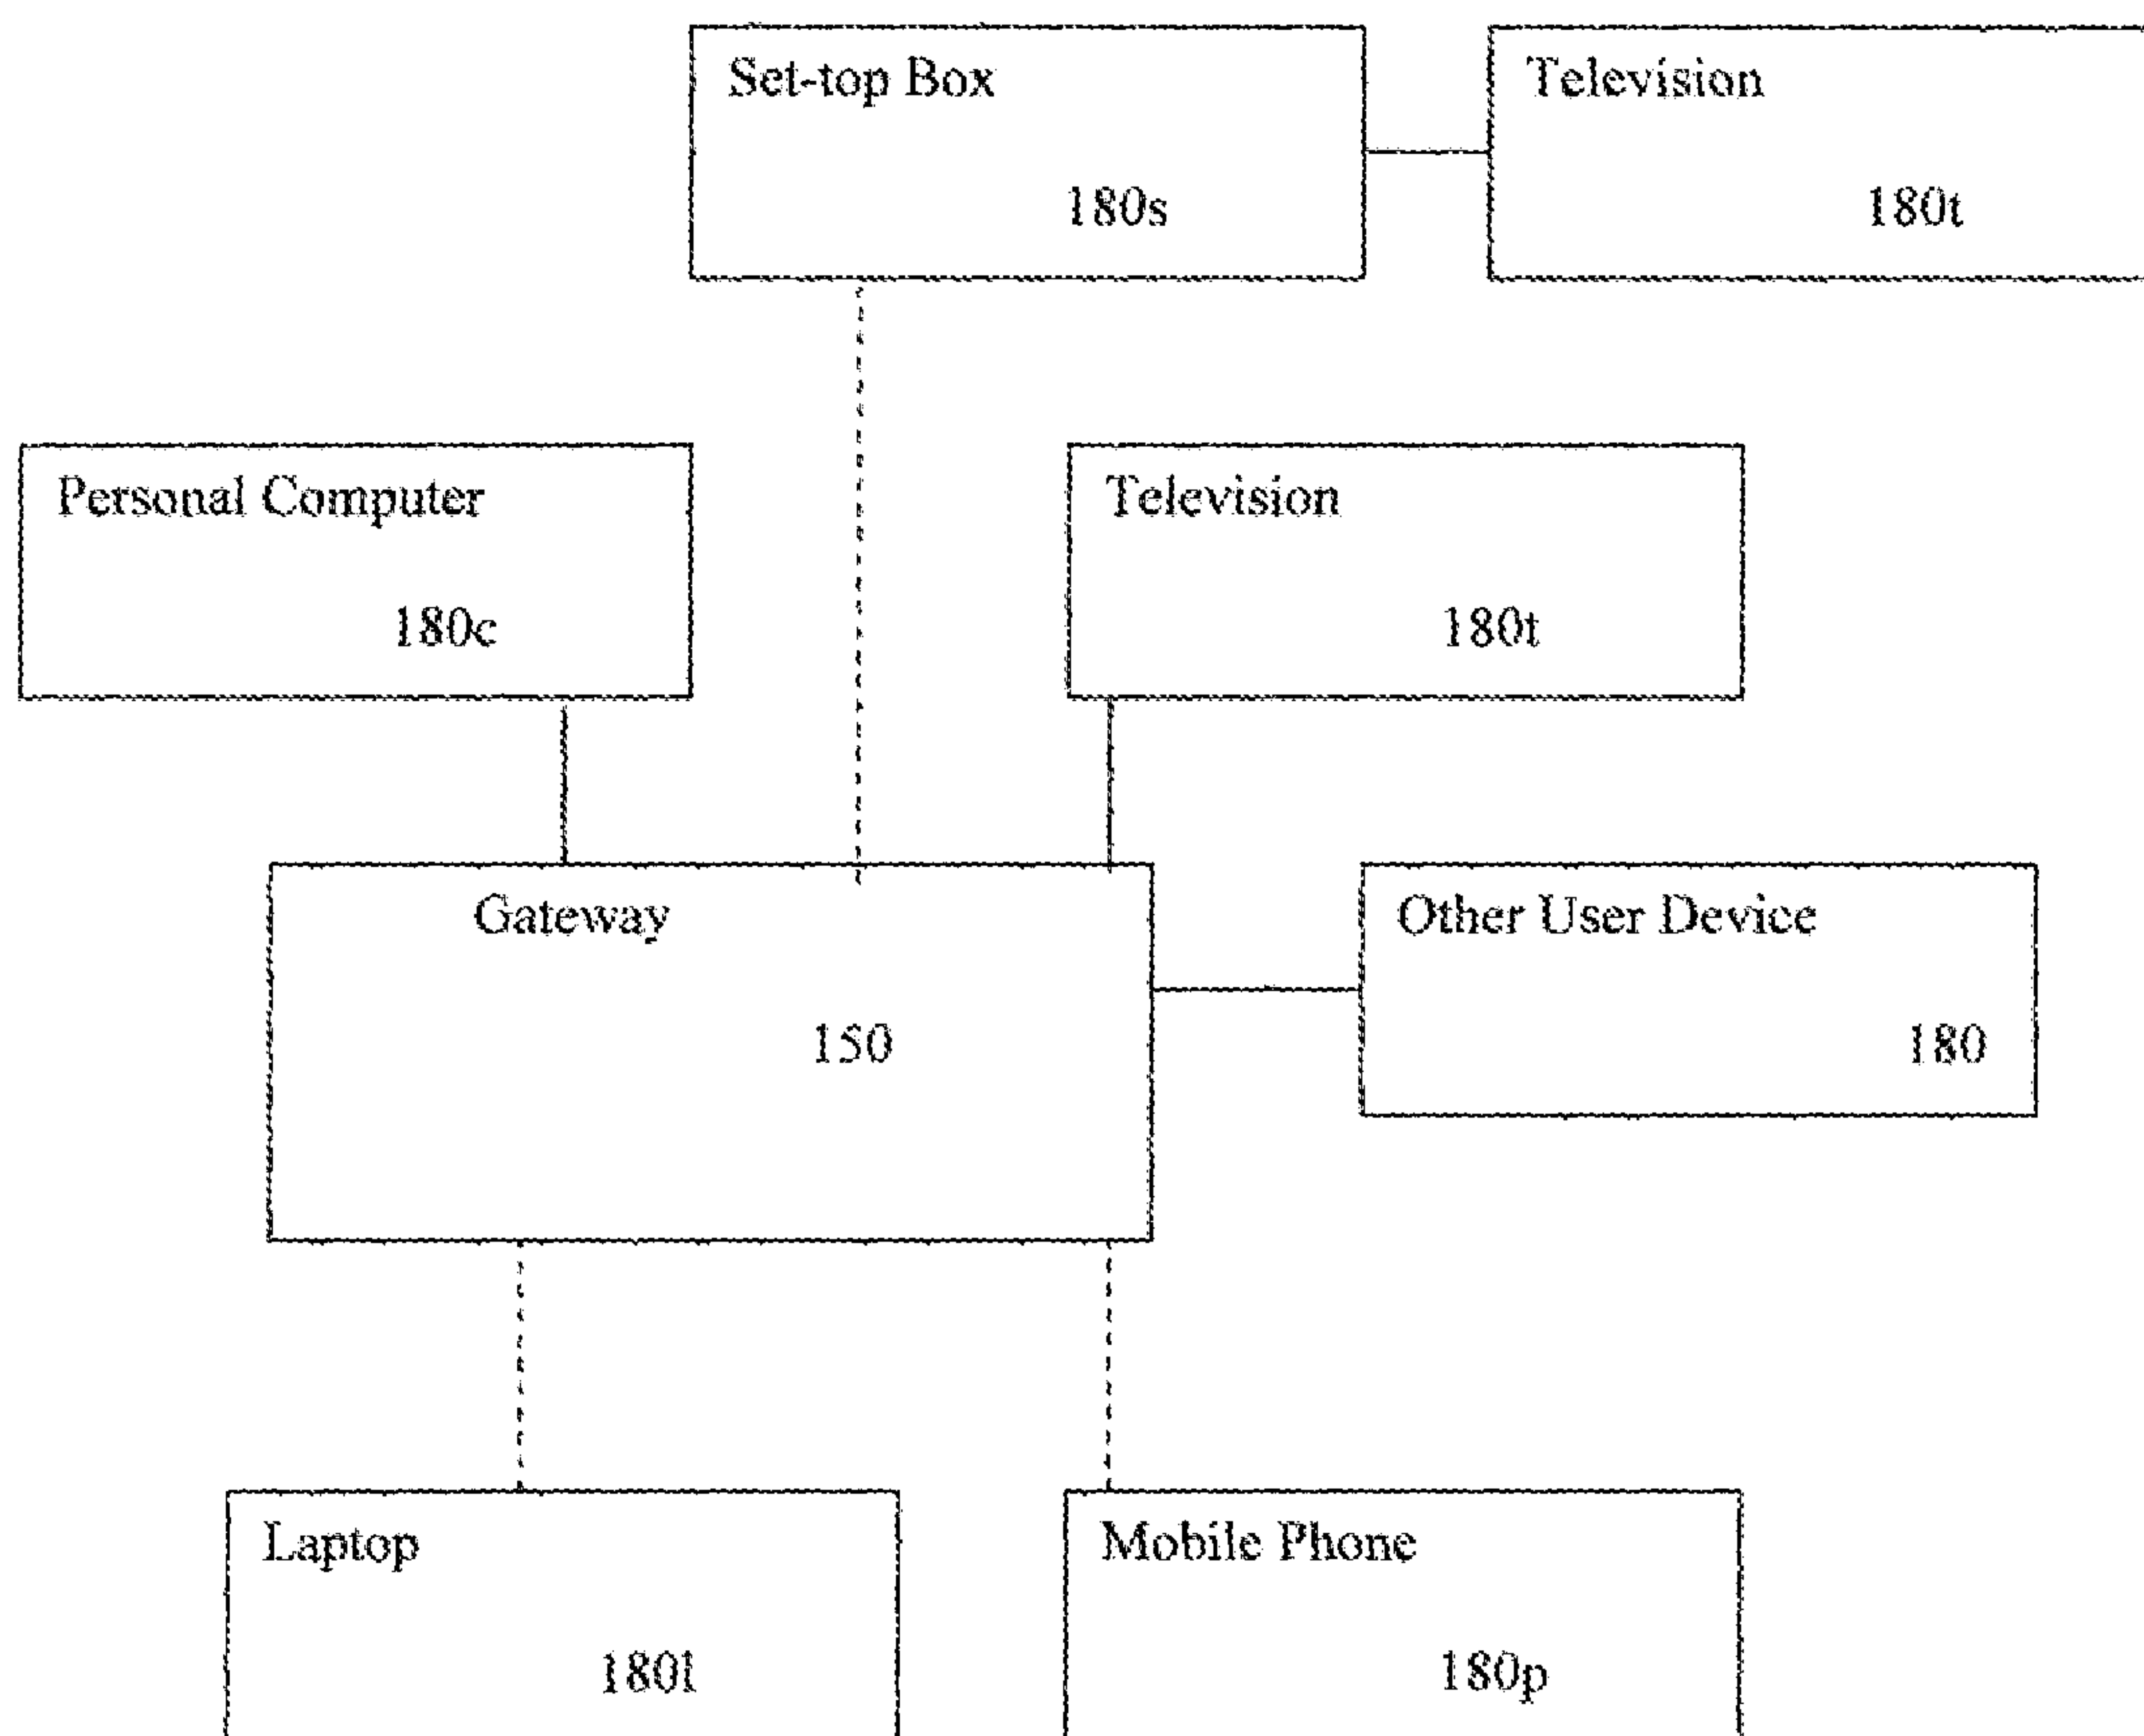 Set-top Box
180s
Television
180t
Personal Computer
180c
Television
180t
Gateway
150
Other User Device
180
Laptop
180l
Mobile Phone
180p